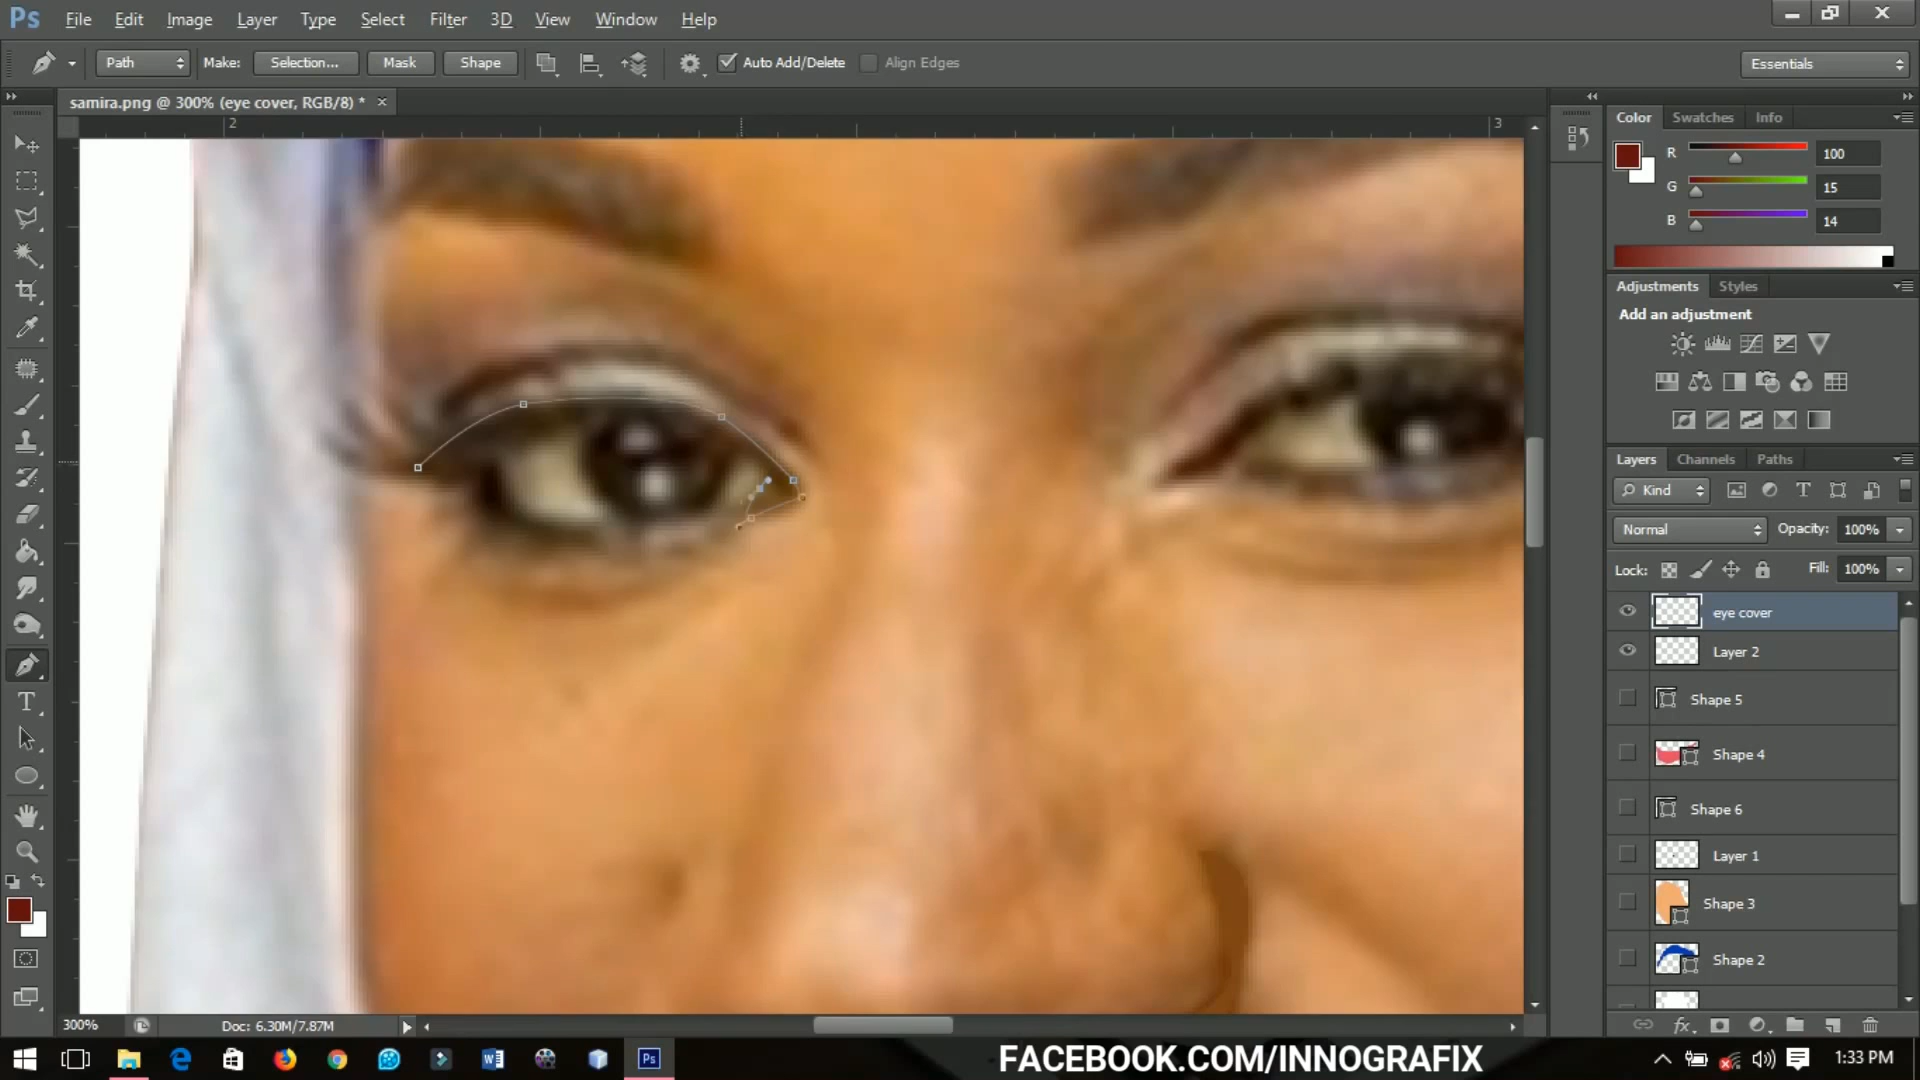 Ps File Edit Image Layer Type Select Filter 3D View Window Help
Path Make: Selection... Mask Shape Auto Add/Delete Align Edges Essentials
samira.png @ 300% (eye cover, RGB/8) * ×
2 3
Color Swatches Info
R 100
G 15
B 14
Adjustments Styles
Add an adjustment
Layers Channels Paths
Kind
Normal Opacity: 100%
Lock: Fill: 100%
eye cover
Layer 2
Shape 5
Shape 4
Shape 6
Layer 1
Shape 3
Shape 2
300% Doc: 6.30M/7.87M
FACEBOOK.COM/INNOGRAFIX
1:33 PM